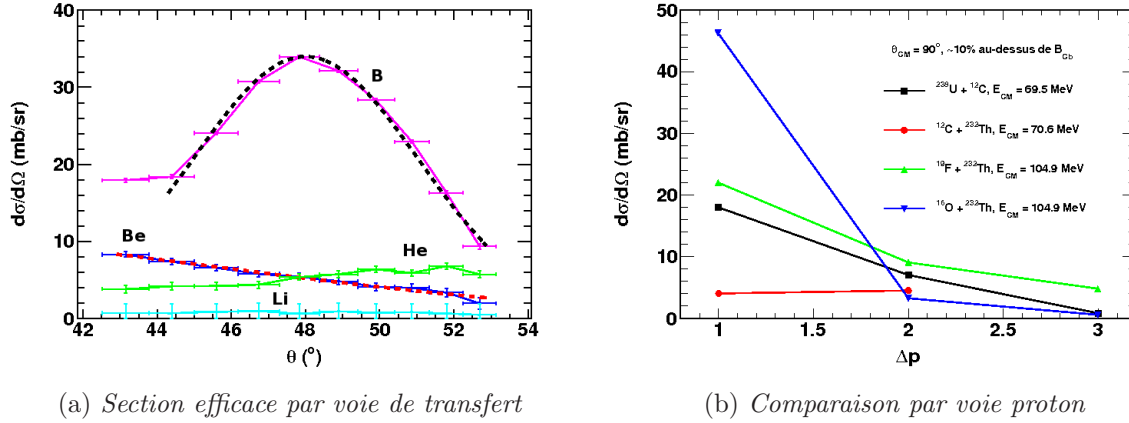 dσ/dΩ (mb/sr)
40
30
20
10
0
B
Be
He
Li
42 44 46 48 50 52 54
θ (°)
dσ/dΩ (mb/sr)
50
40
30
20
10
0
θCM = 90°, ~10% au-dessus de BGb
238U + 12C, ECM = 69.5 MeV
12C + 232Th, ECM = 70.6 MeV
19F + 232Th, ECM = 104.9 MeV
16O + 232Th, ECM = 104.9 MeV
1 1.5 2 2.5 3
Δp
(a) Section efficace par voie de transfert
(b) Comparaison par voie proton